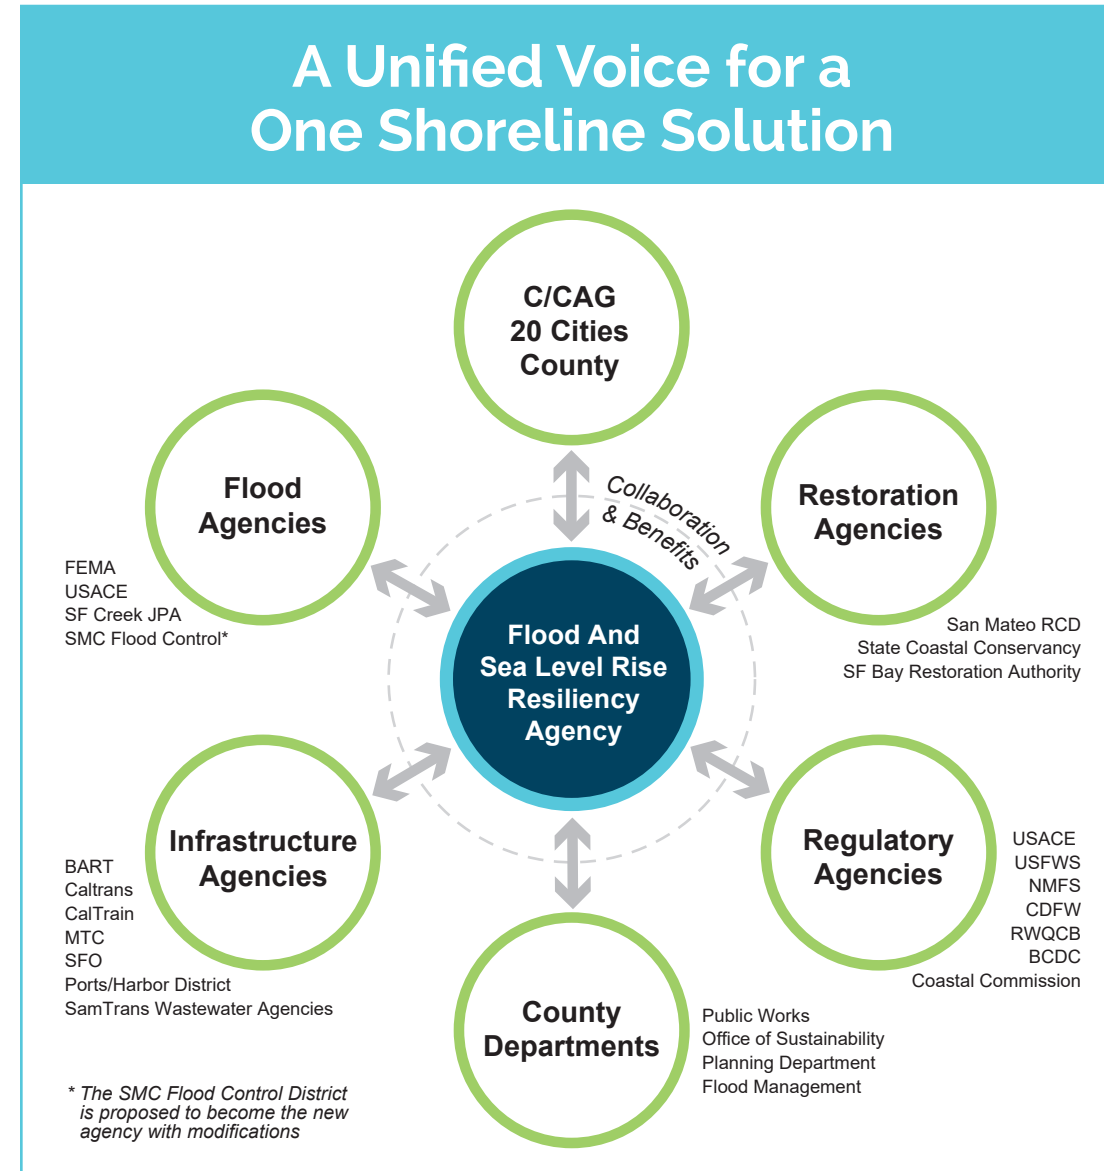 A Unified Voice for a
One Shoreline Solution
C/CAG
20 Cities
County
Flood
Agencies
FEMA
USACE
SF Creek JPA
SMC Flood Control*
Collaboration
& Benefits
Restoration
Agencies
San Mateo RCD
State Coastal Conservancy
SF Bay Restoration Authority
Flood And
Sea Level Rise
Resiliency
Agency
Infrastructure
Agencies
BART
Caltrans
CalTrain
MTC
SFO
Ports/Harbor District
SamTrans Wastewater Agencies
Regulatory
Agencies
USACE
USFWS
NMFS
CDFW
RWQCB
BCDC
Coastal Commission
County
Departments
Public Works
Office of Sustainability
Planning Department
Flood Management
* The SMC Flood Control District
is proposed to become the new
agency with modifications